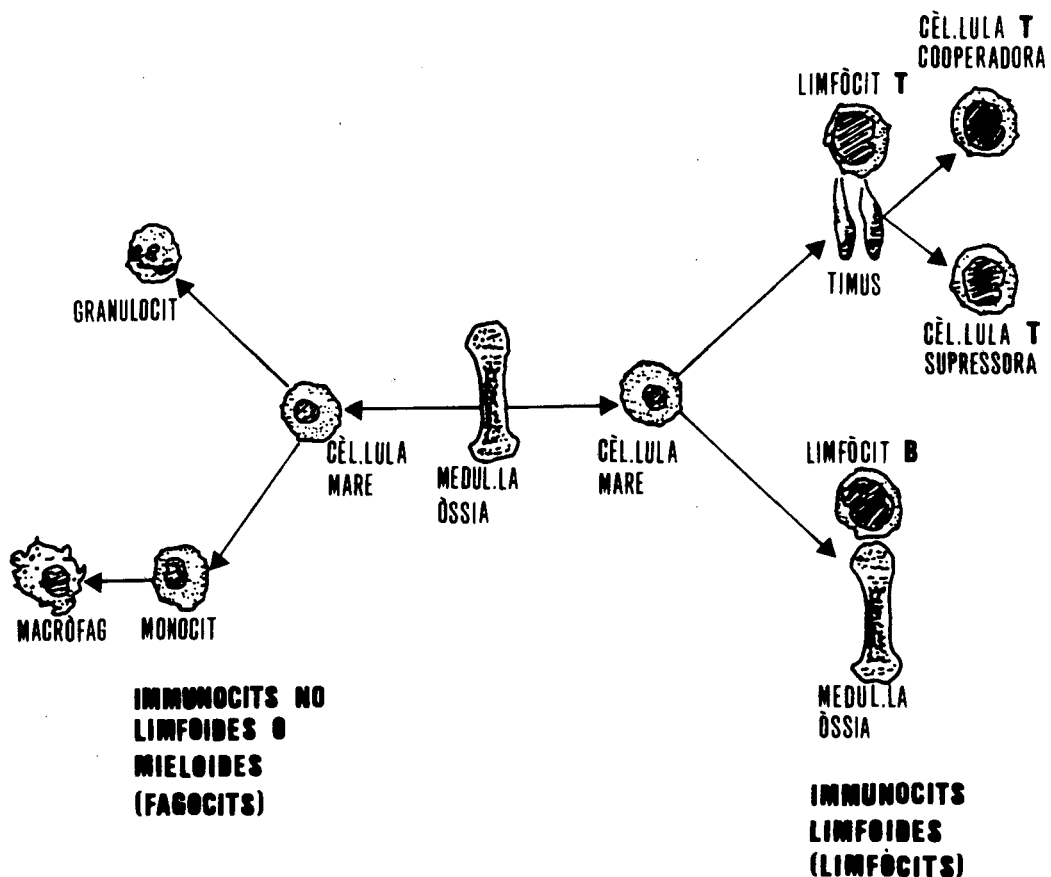 CÈL.LULA T
COOPERADORA
LIMFÒCIT T
GRANULOCIT
TIMUS
CÈL.LULA T
SUPRESSORA
CÈL.LULA
MARE
MEDUL.LA
ÒSSIA
CÈL.LULA
MARE
LIMFÒCIT B
MACRÒFAG
MONOCIT
MEDUL.LA
ÒSSIA
IMMUNOCITS NO
LIMFOIDES O
MIELOIDES
(FAGOCITS)
IMMUNOCITS
LIMFOIDES
(LIMFÒCITS)